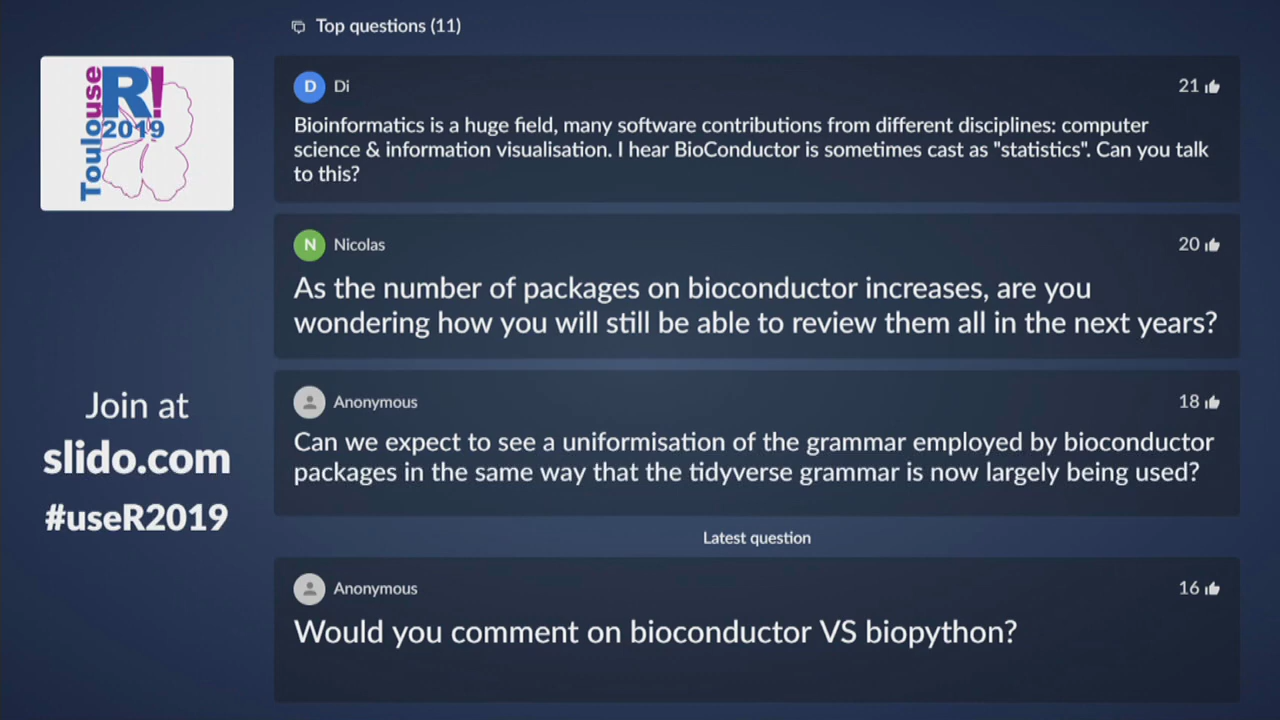 Top questions (11)
Toulouse
R!
2019
D
Di
21
Bioinformatics is a huge field, many software contributions from different disciplines: computer
science & information visualisation. I hear BioConductor is sometimes cast as "statistics". Can you talk
to this?
N
Nicolas
20
As the number of packages on bioconductor increases, are you
wondering how you will still be able to review them all in the next years?
Anonymous
18
Can we expect to see a uniformisation of the grammar employed by bioconductor
packages in the same way that the tidyverse grammar is now largely being used?
Join at
slido.com
#useR2019
Latest question
Anonymous
16
Would you comment on bioconductor VS biopython?